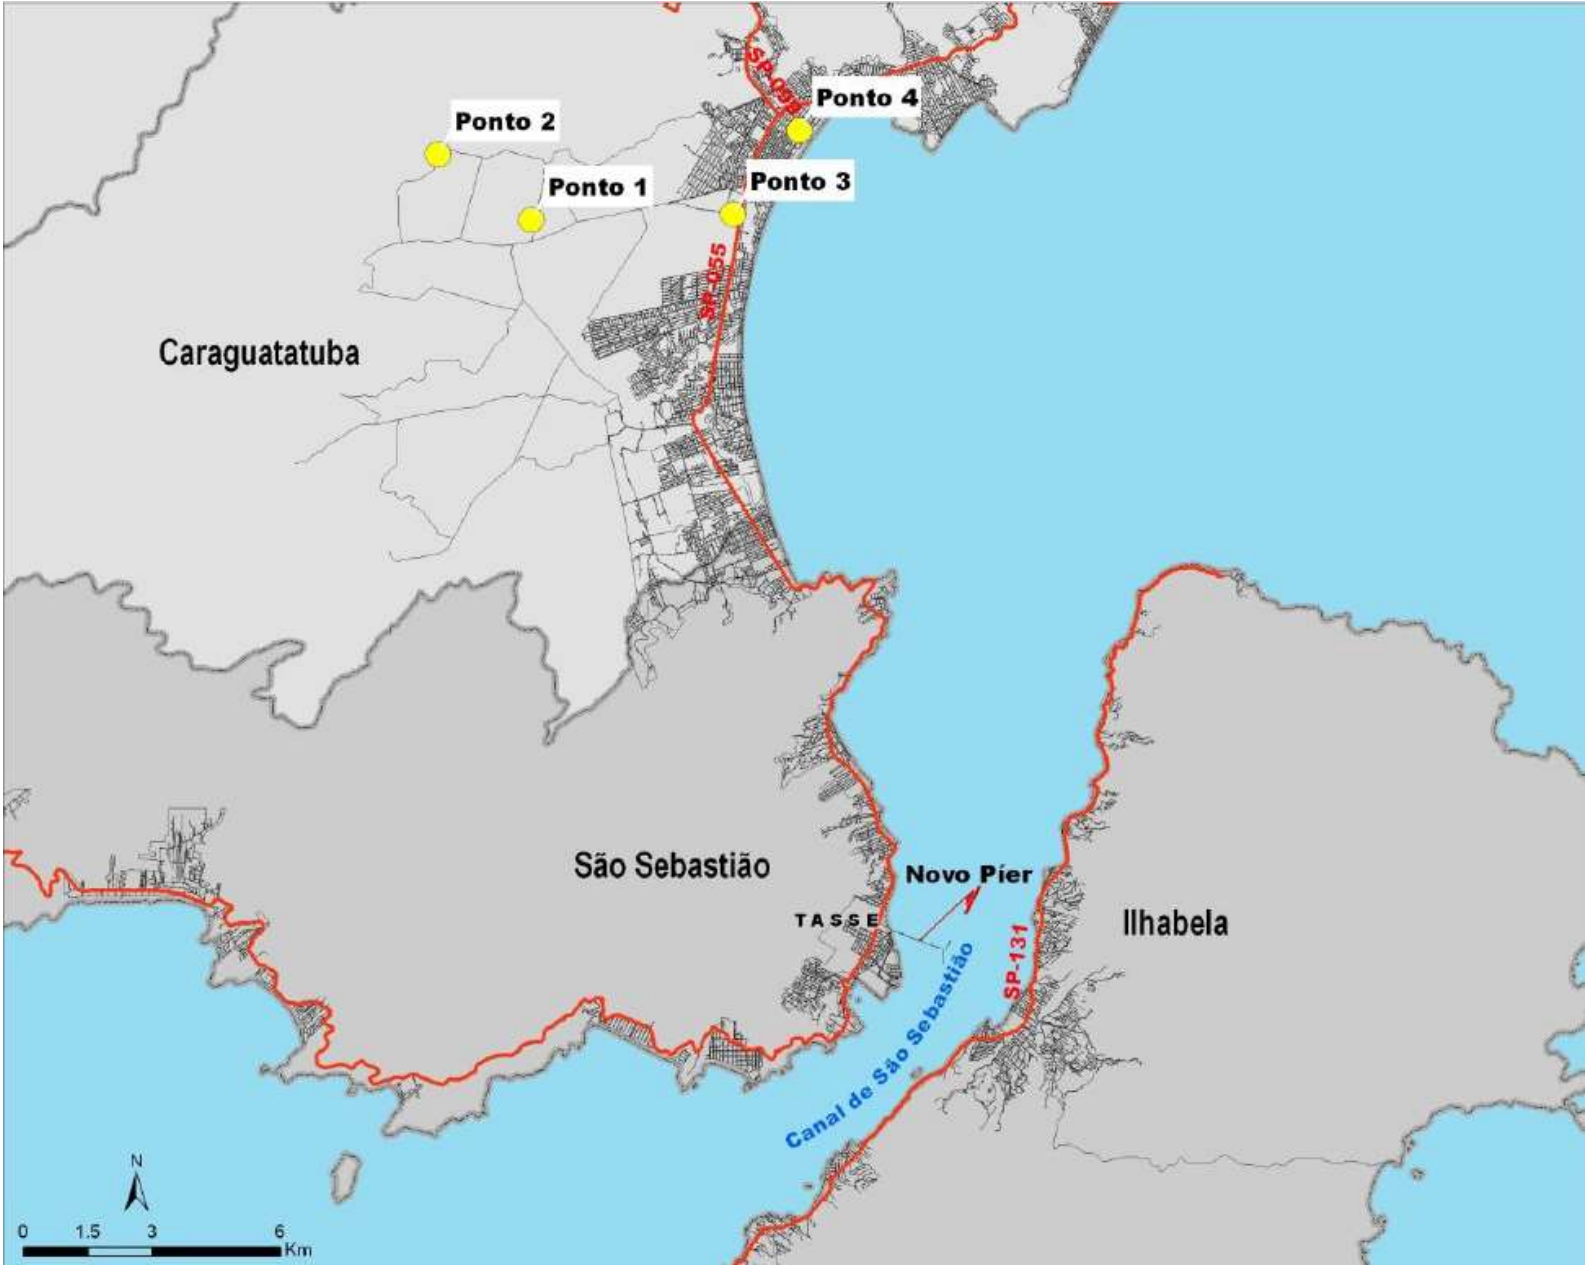 SP-099
Ponto 4
Ponto 2
Ponto 1
Ponto 3
SP-055
Caraguatatuba
São Sebastião
Novo Píer
TASSE
Ilhabela
SP-131
Canal de São Sebastião
N
0 1.5 3 6
Km